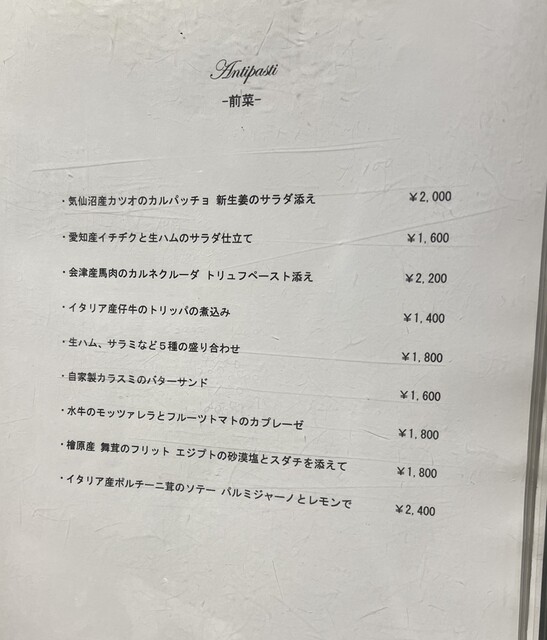 Antipasti
-前菜-
・気仙沼産カツオのカルパッチョ 新生姜のサラダ添え ¥2,000
・愛知産イチヂクと生ハムのサラダ仕立て ¥1,600
・会津産馬肉のカルネクルーダ トリュフペースト添え ¥2,200
・イタリア産仔牛のトリッパの煮込み ¥1,400
・生ハム、サラミなど5種の盛り合わせ ¥1,800
・自家製カラスミのバターサンド ¥1,600
・水牛のモッツァレラとフルーツトマトのカプレーゼ ¥1,800
・檜原産 舞茸のフリット エジプトの砂漠塩とスダチを添えて ¥1,800
・イタリア産ポルチーニ茸のソテー パルミジャーノとレモンで ¥2,400